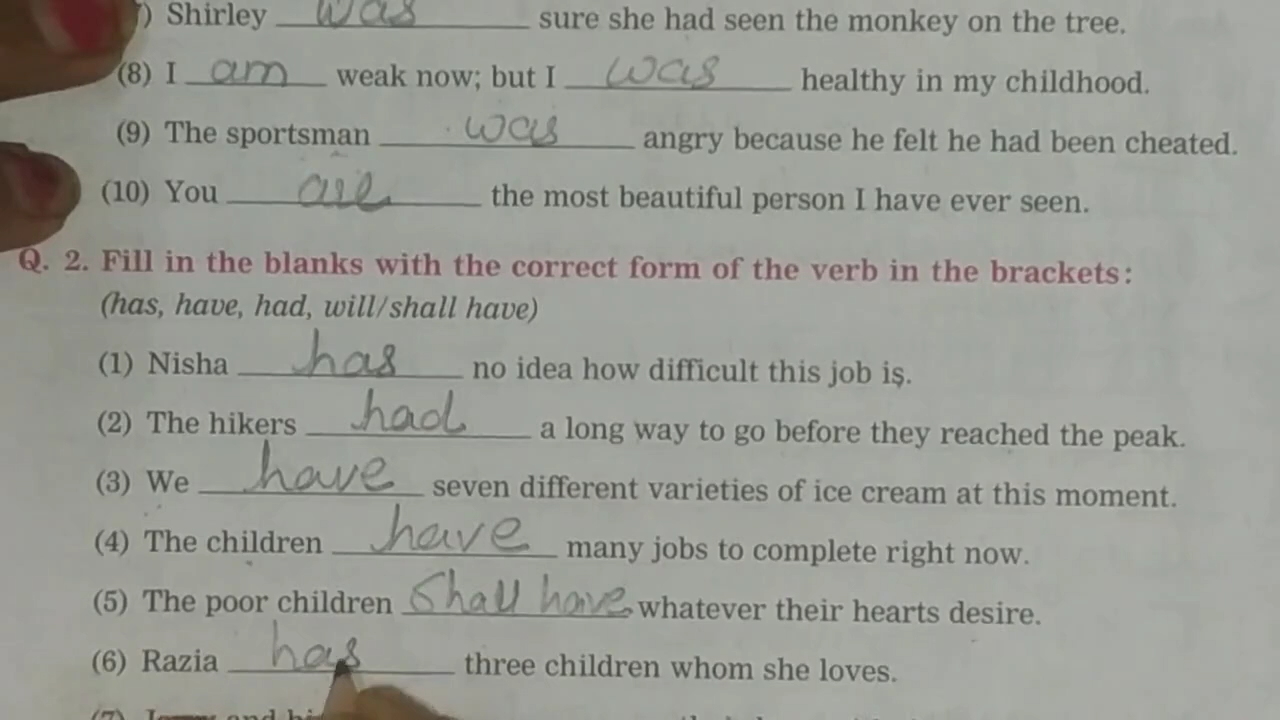 ) Shirley was sure she had seen the monkey on the tree.
(8) I am weak now; but I was healthy in my childhood.
(9) The sportsman was angry because he felt he had been cheated.
(10) You are the most beautiful person I have ever seen.
Q. 2. Fill in the blanks with the correct form of the verb in the brackets:
(has, have, had, will/shall have)
(1) Nisha has no idea how difficult this job is.
(2) The hikers had a long way to go before they reached the peak.
(3) We have seven different varieties of ice cream at this moment.
(4) The children have many jobs to complete right now.
(5) The poor children Shall have whatever their hearts desire.
(6) Razia has three children whom she loves.
(7) and